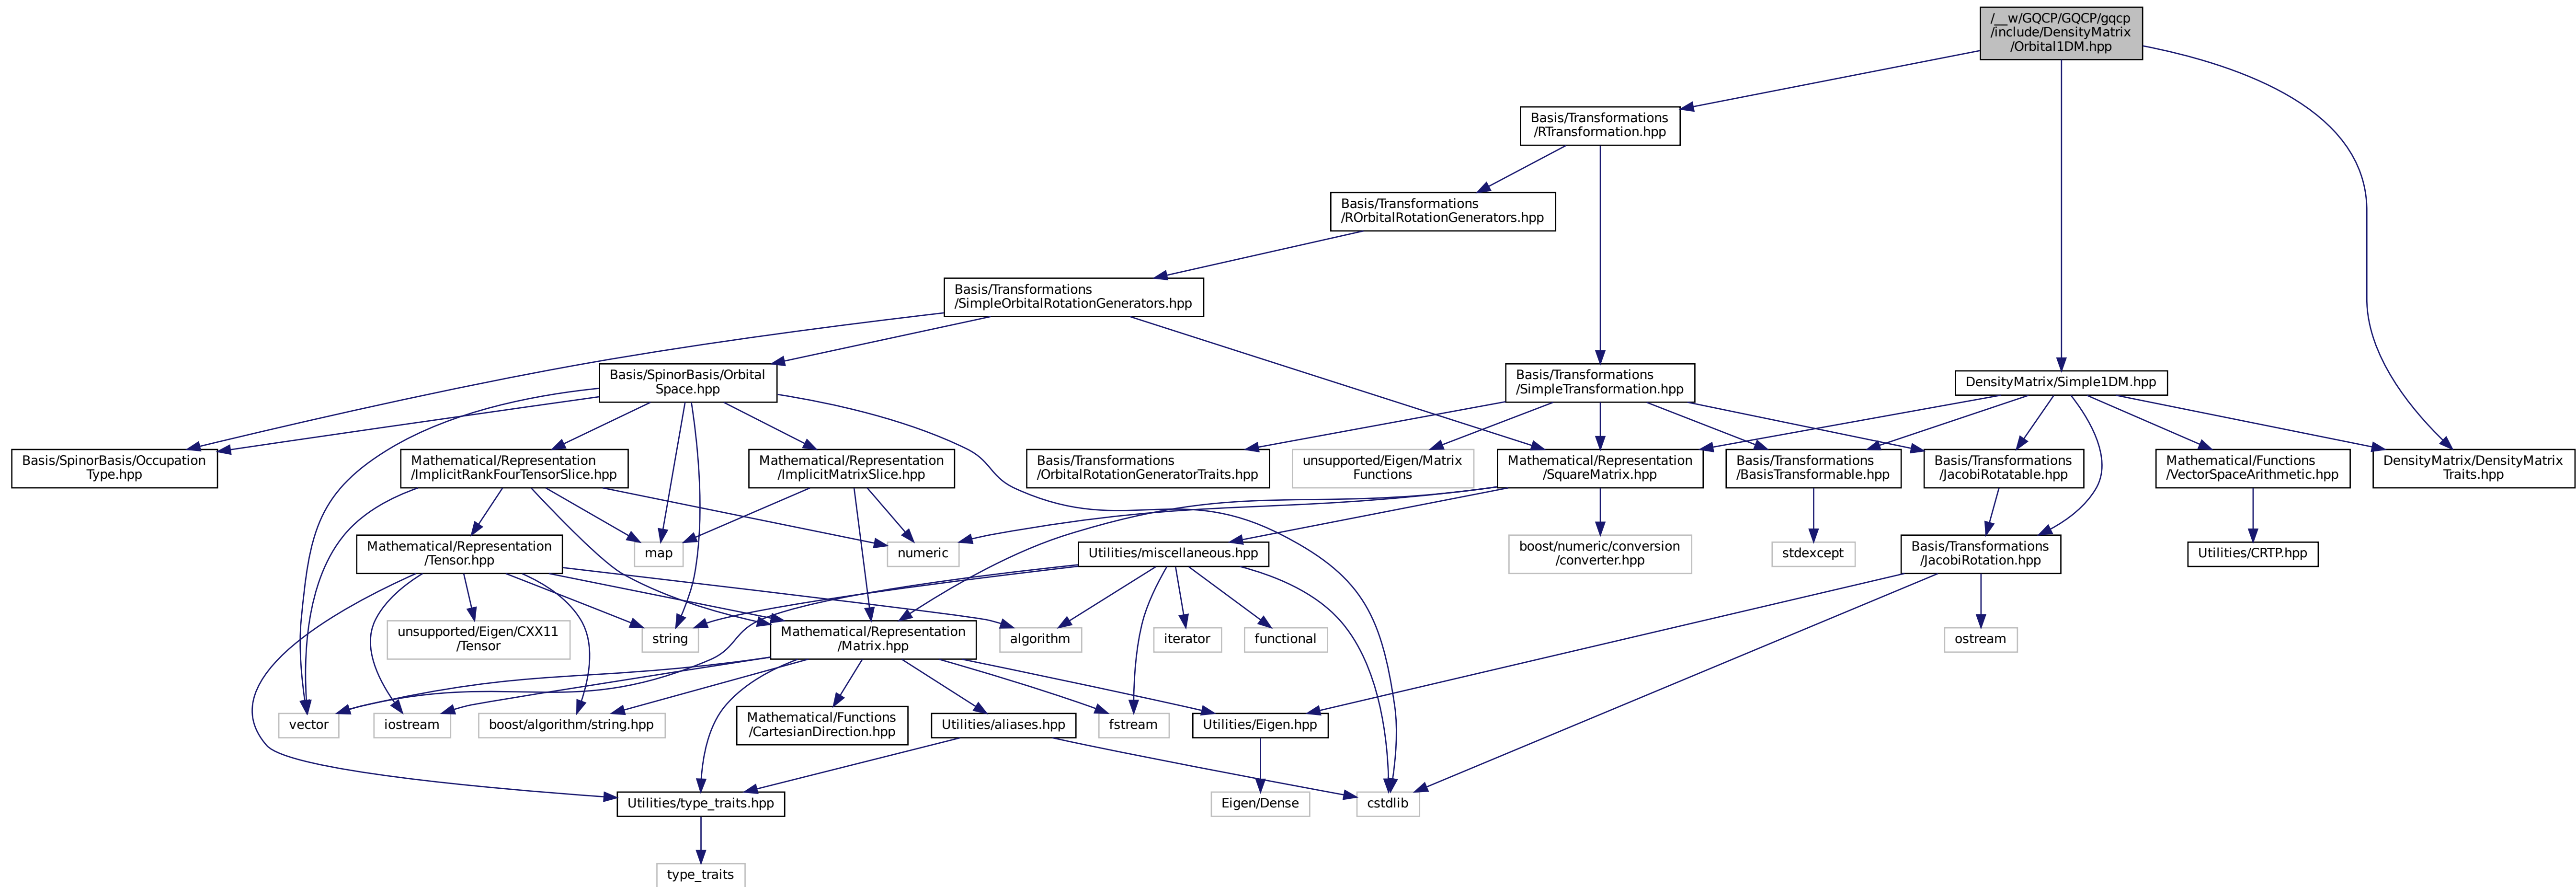 /__w/GQCP/GQCP/gqcp
/include/DensityMatrix
/Orbital1DM.hpp
Basis/Transformations
/RTransformation.hpp
Basis/Transformations
/ROrbitalRotationGenerators.hpp
Basis/Transformations
/SimpleOrbitalRotationGenerators.hpp
Basis/SpinorBasis/Orbital
Space.hpp
Basis/Transformations
/SimpleTransformation.hpp
DensityMatrix/Simple1DM.hpp
Basis/SpinorBasis/Occupation
Type.hpp
Mathematical/Representation
/ImplicitRankFourTensorSlice.hpp
Mathematical/Representation
/ImplicitMatrixSlice.hpp
Basis/Transformations
/OrbitalRotationGeneratorTraits.hpp
unsupported/Eigen/Matrix
Functions
Mathematical/Representation
/SquareMatrix.hpp
Basis/Transformations
/BasisTransformable.hpp
Basis/Transformations
/JacobiRotatable.hpp
Mathematical/Functions
/VectorSpaceArithmetic.hpp
DensityMatrix/DensityMatrix
Traits.hpp
Mathematical/Representation
/Tensor.hpp
map
numeric
Utilities/miscellaneous.hpp
boost/numeric/conversion
/converter.hpp
stdexcept
Basis/Transformations
/JacobiRotation.hpp
Utilities/CRTP.hpp
unsupported/Eigen/CXX11
/Tensor
string
Mathematical/Representation
/Matrix.hpp
algorithm
iterator
functional
ostream
vector
iostream
boost/algorithm/string.hpp
Mathematical/Functions
/CartesianDirection.hpp
Utilities/aliases.hpp
fstream
Utilities/Eigen.hpp
Utilities/type_traits.hpp
Eigen/Dense
cstdlib
type_traits